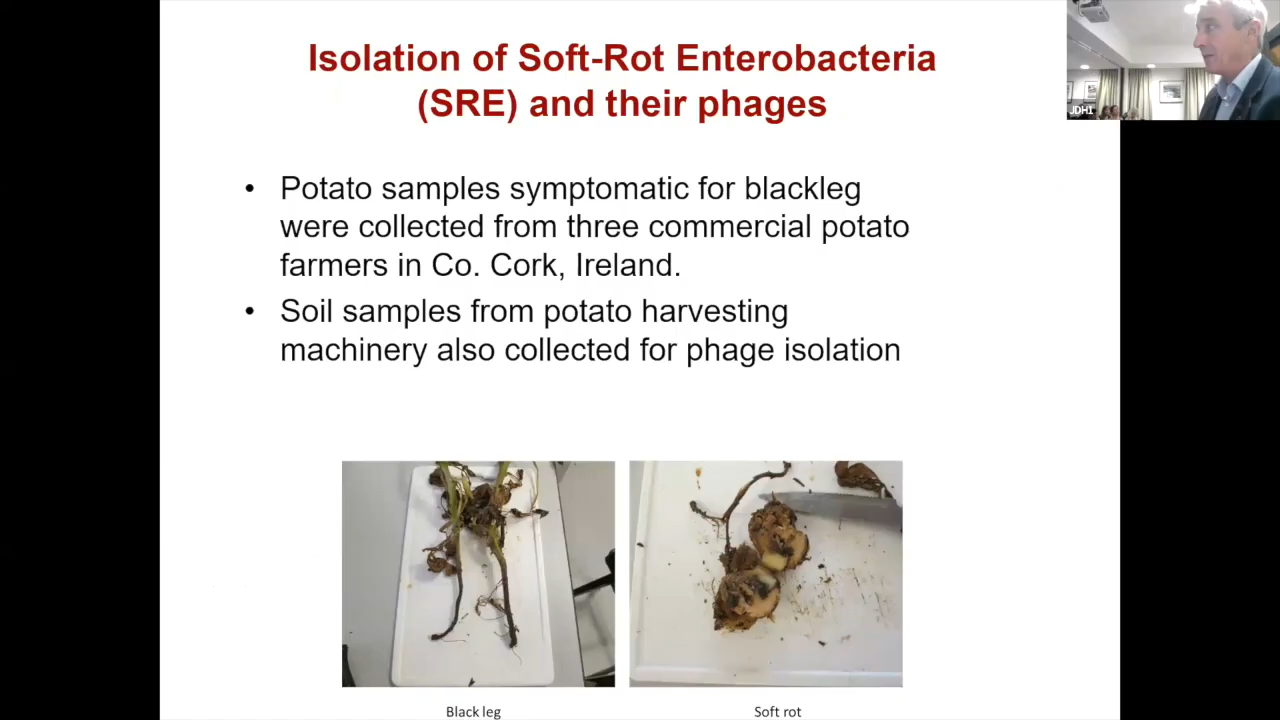 Isolation of Soft-Rot Enterobacteria
(SRE) and their phages
JDH1
• Potato samples symptomatic for blackleg
were collected from three commercial potato
farmers in Co. Cork, Ireland.
• Soil samples from potato harvesting
machinery also collected for phage isolation
Black leg
Soft rot